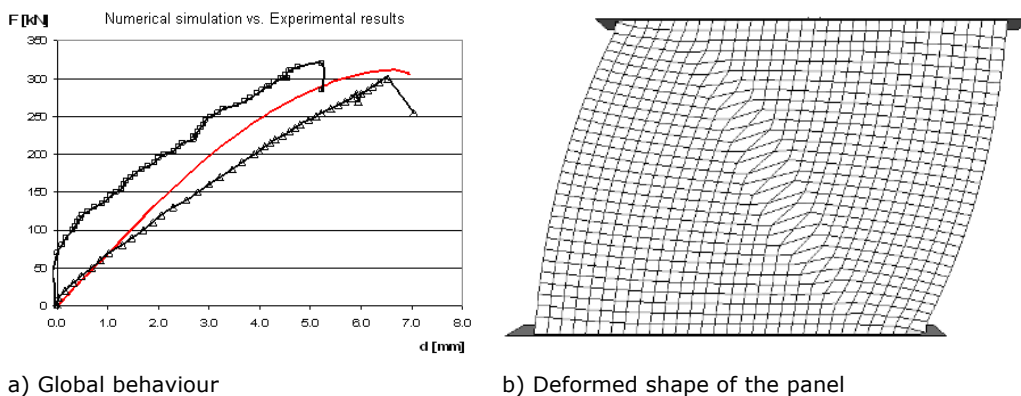 F [kN]
Numerical simulation vs. Experimental results
350
300
250
200
150
100
50
0
0.0 1.0 2.0 3.0 4.0 5.0 6.0 7.0 8.0
d [mm]
a) Global behaviour
b) Deformed shape of the panel